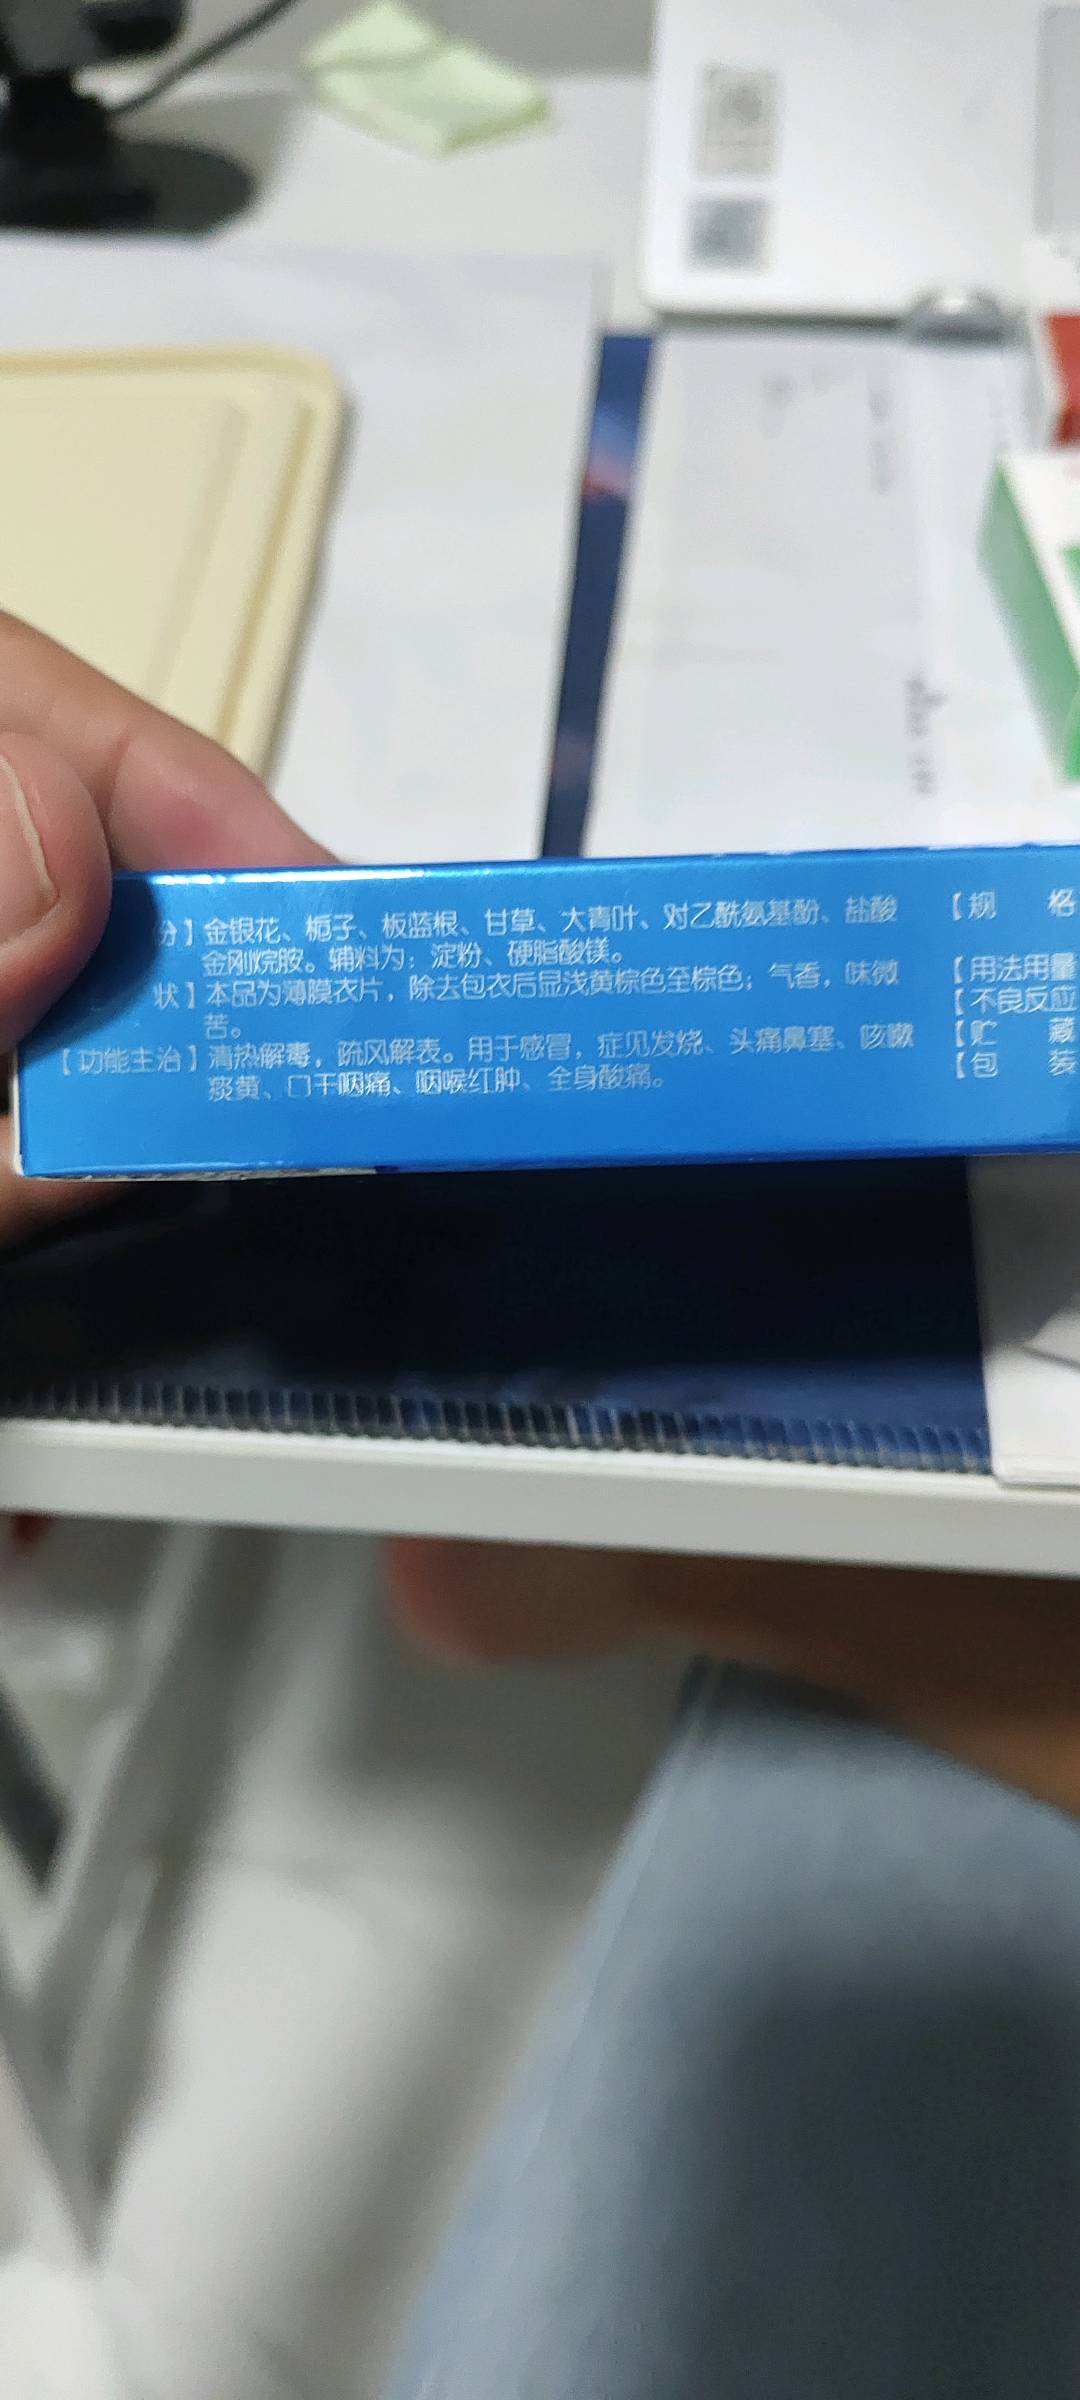 份】金银花、栀子、板蓝根、甘草、大青叶、对乙酰氨基酚、盐酸
金刚烷胺。辅料为：淀粉、硬脂酸镁。
状】本品为薄膜衣片，除去包衣后显浅黄棕色至棕色；气香，味微
苦。
【功能主治】清热解毒，疏风解表。用于感冒，症见发烧、头痛鼻塞、咳嗽
痰黄、口干咽痛、咽喉红肿、全身酸痛。
【规 格
【用法用量
【不良反应
【贮 藏
【包 装